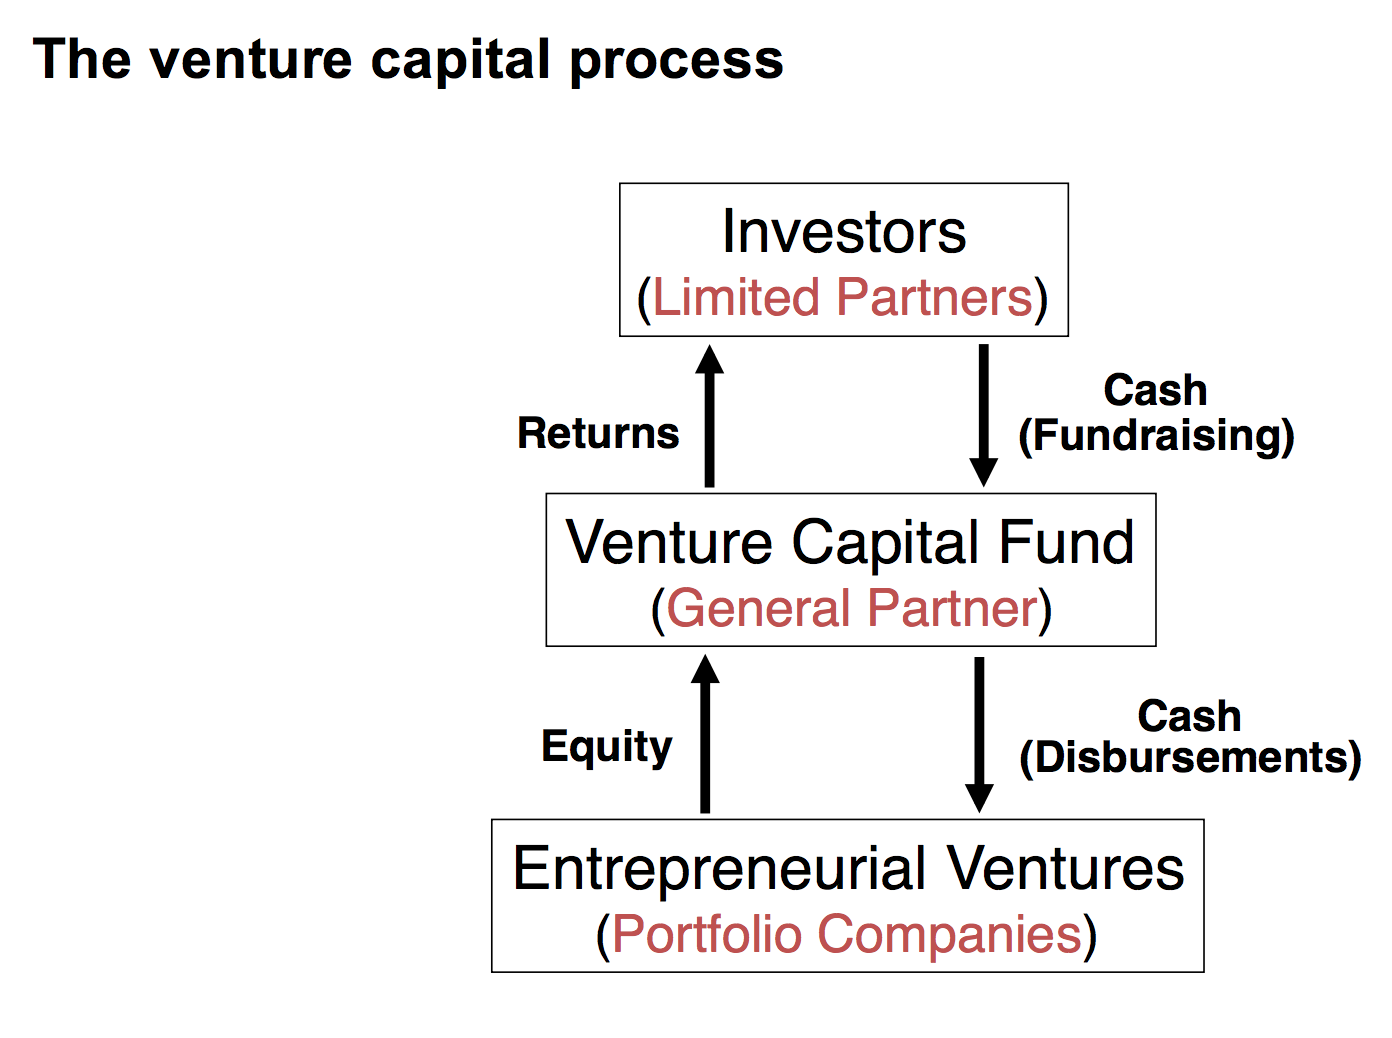 The venture capital process
Investors
(Limited Partners)
Returns
Cash
(Fundraising)
Venture Capital Fund
(General Partner)
Equity
Cash
(Disbursements)
Entrepreneurial Ventures
(Portfolio Companies)